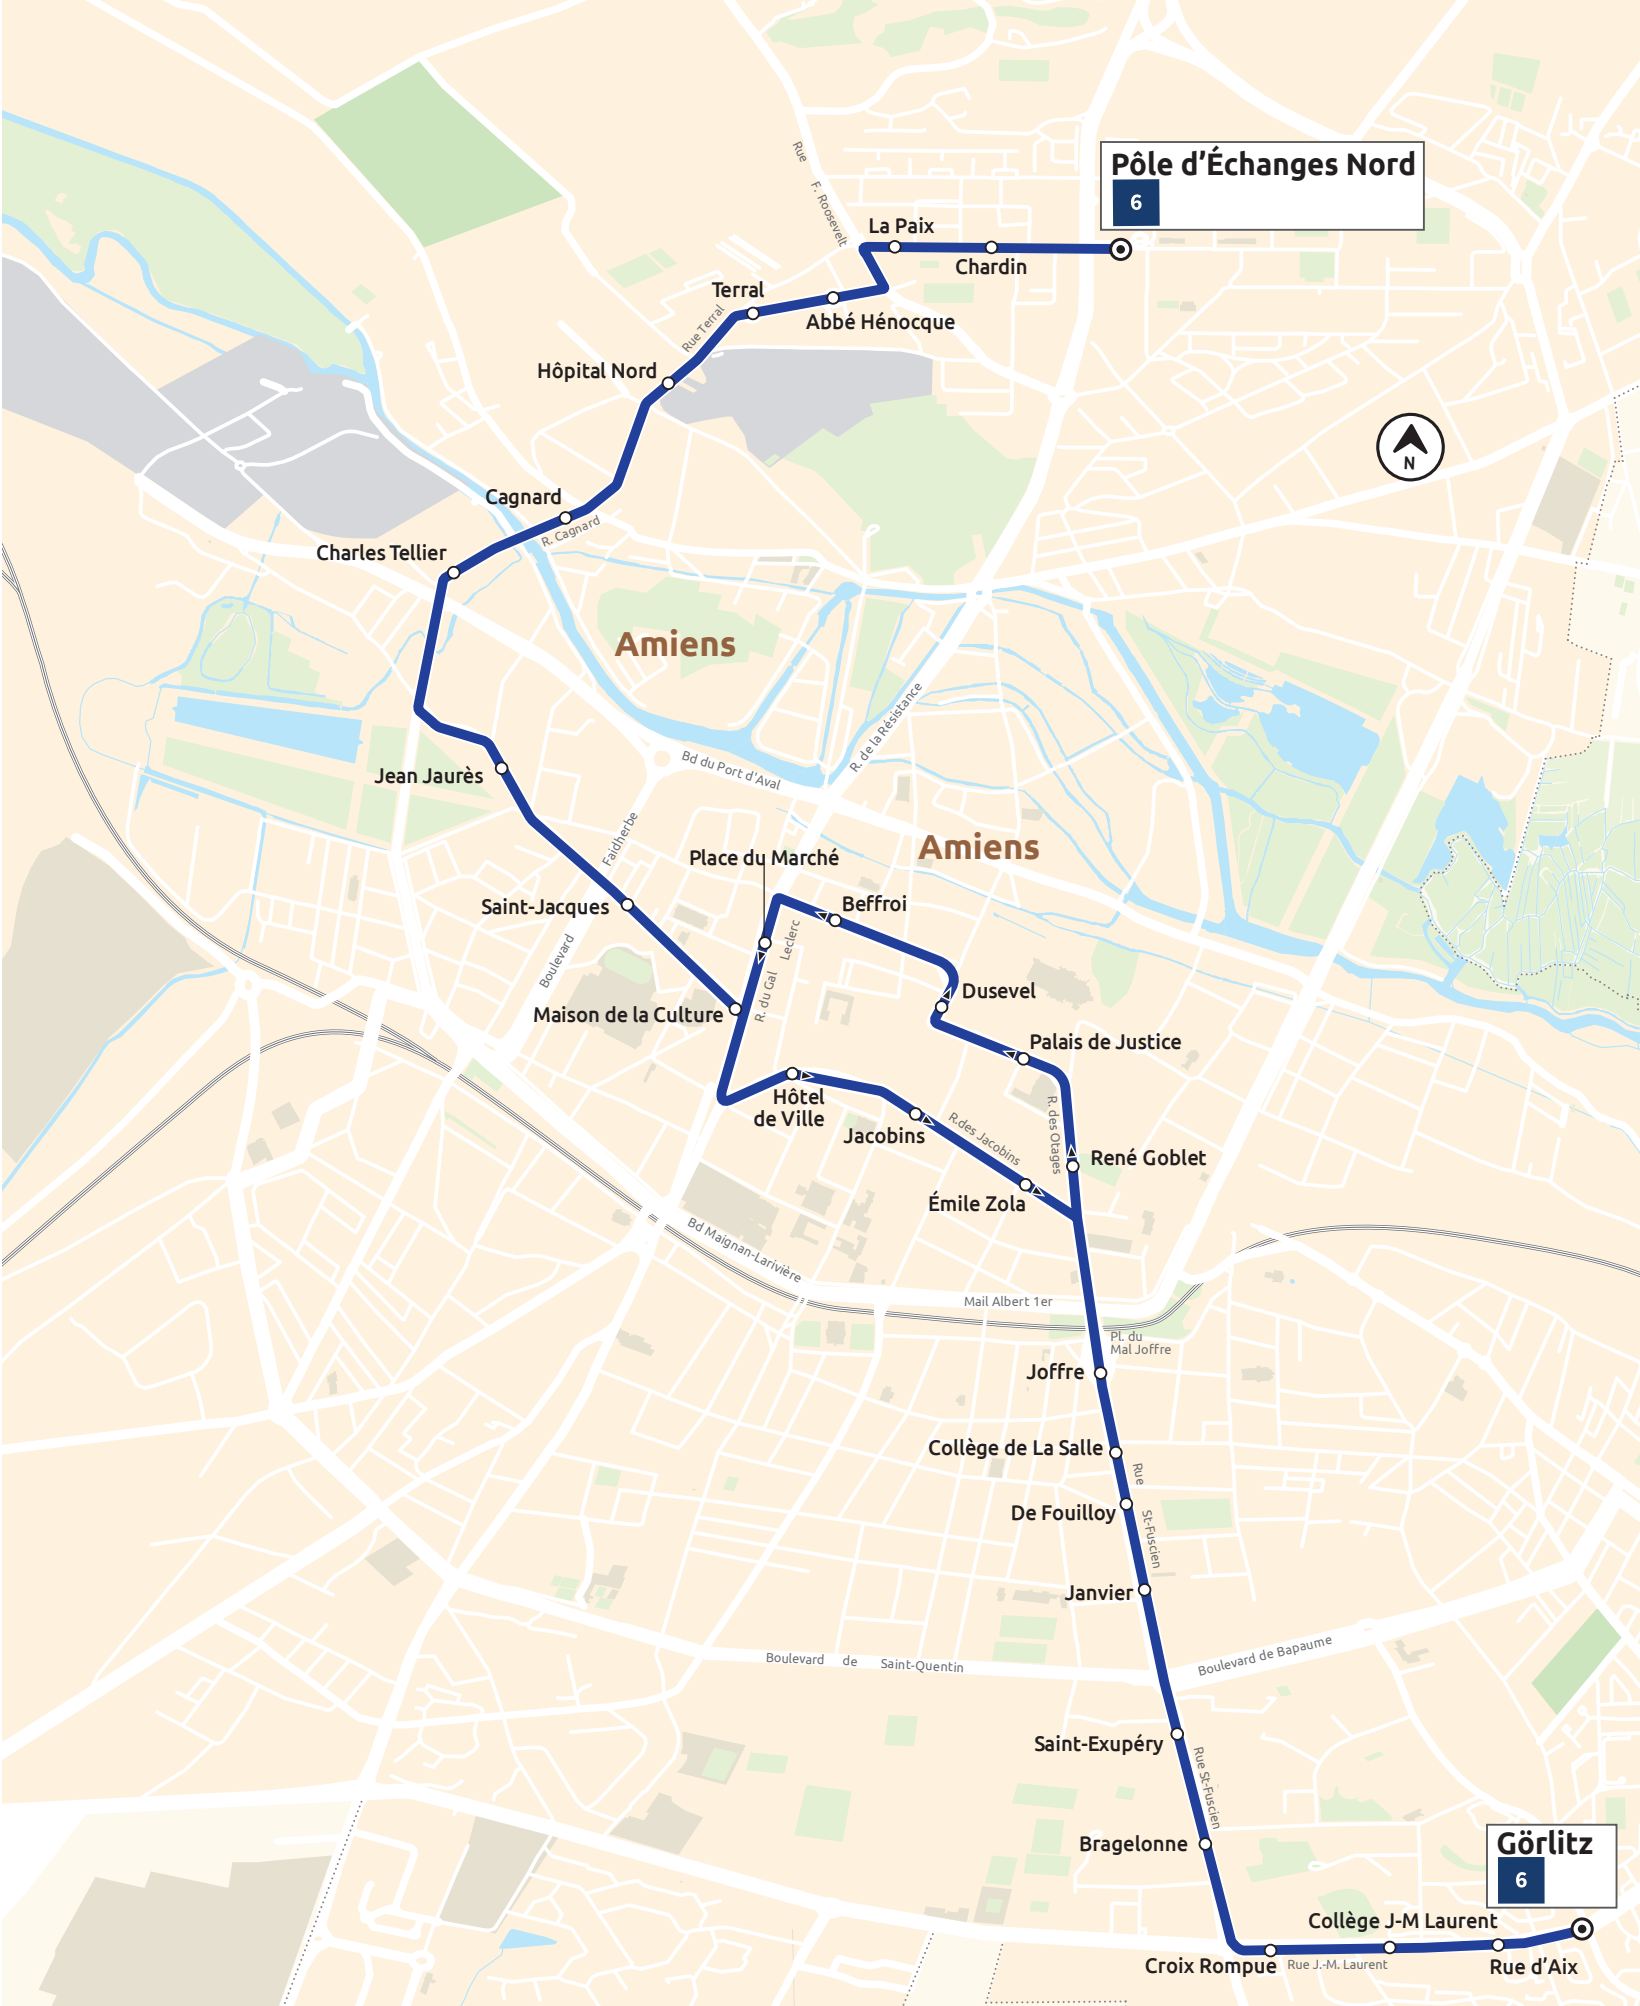 Pôle d’Échanges Nord
6
Rue
F. Roosevelt
La Paix
Chardin
Terral
Rue Terral
Abbé Hénocque
Hôpital Nord
N
Cagnard
R. Cagnard
Charles Tellier
Amiens
R. de la Résistance
Bd du Port d’Aval
Jean Jaurès
Faidherbe
Boulevard
Amiens
Place du Marché
Beffroi
Saint-Jacques
Leclerc
R. du Gal
Dusevel
Maison de la Culture
Palais de Justice
Hôtel
de Ville
Jacobins
R.des Jacobins
R. des Otages
René Goblet
Émile Zola
Bd Maignan-Larivière
Mail Albert 1er
Pl. du
Mal Joffre
Joffre
Collège de La Salle
Rue
St-Fuscien
De Fouilloy
Janvier
Boulevard de Saint-Quentin
Boulevard de Bapaume
Saint-Exupéry
Rue St-Fuscien
Bragelonne
Görlitz
6
Collège J-M Laurent
Croix Rompue
Rue J.-M. Laurent
Rue d’Aix